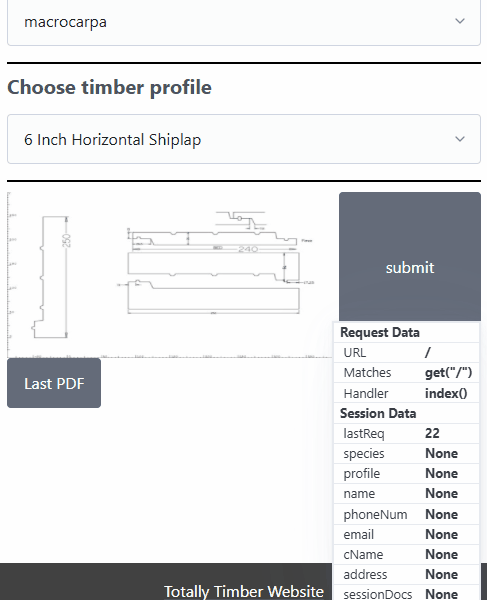 macrocarpa
Choose timber profile
6 Inch Horizontal Shiplap
250
240
submit
Last PDF
Request Data
URL /
Matches get("/")
Handler index()
Session Data
lastReq 22
species None
profile None
name None
phoneNum None
email None
cName None
address None
sessionDocs None
Totally Timber Website